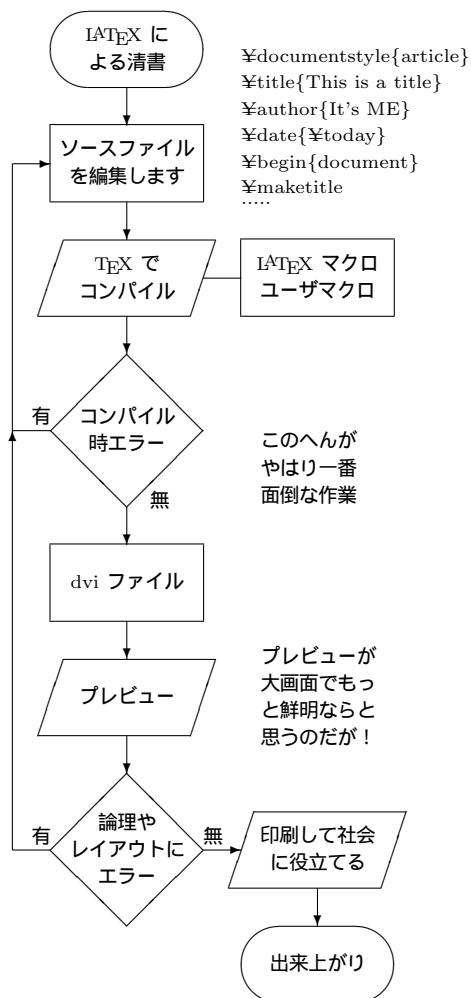 LATEX に
よる清書
¥documentstyle{article}
¥title{This is a title}
¥author{It's ME}
¥date{¥today}
¥begin{document}
¥maketitle
.....
ソースファイル
を編集します
TEX で
コンパイル
LATEX マクロ
ユーザマクロ
有
コンパイル
時エラー
無
このへんが
やはり一番
面倒な作業
dvi ファイル
プレビュー
プレビューが
大画面でもっ
と鮮明ならと
思うのだが！
有
論理や
レイアウトに
エラー
無
印刷して社会
に役立てる
出来上がり